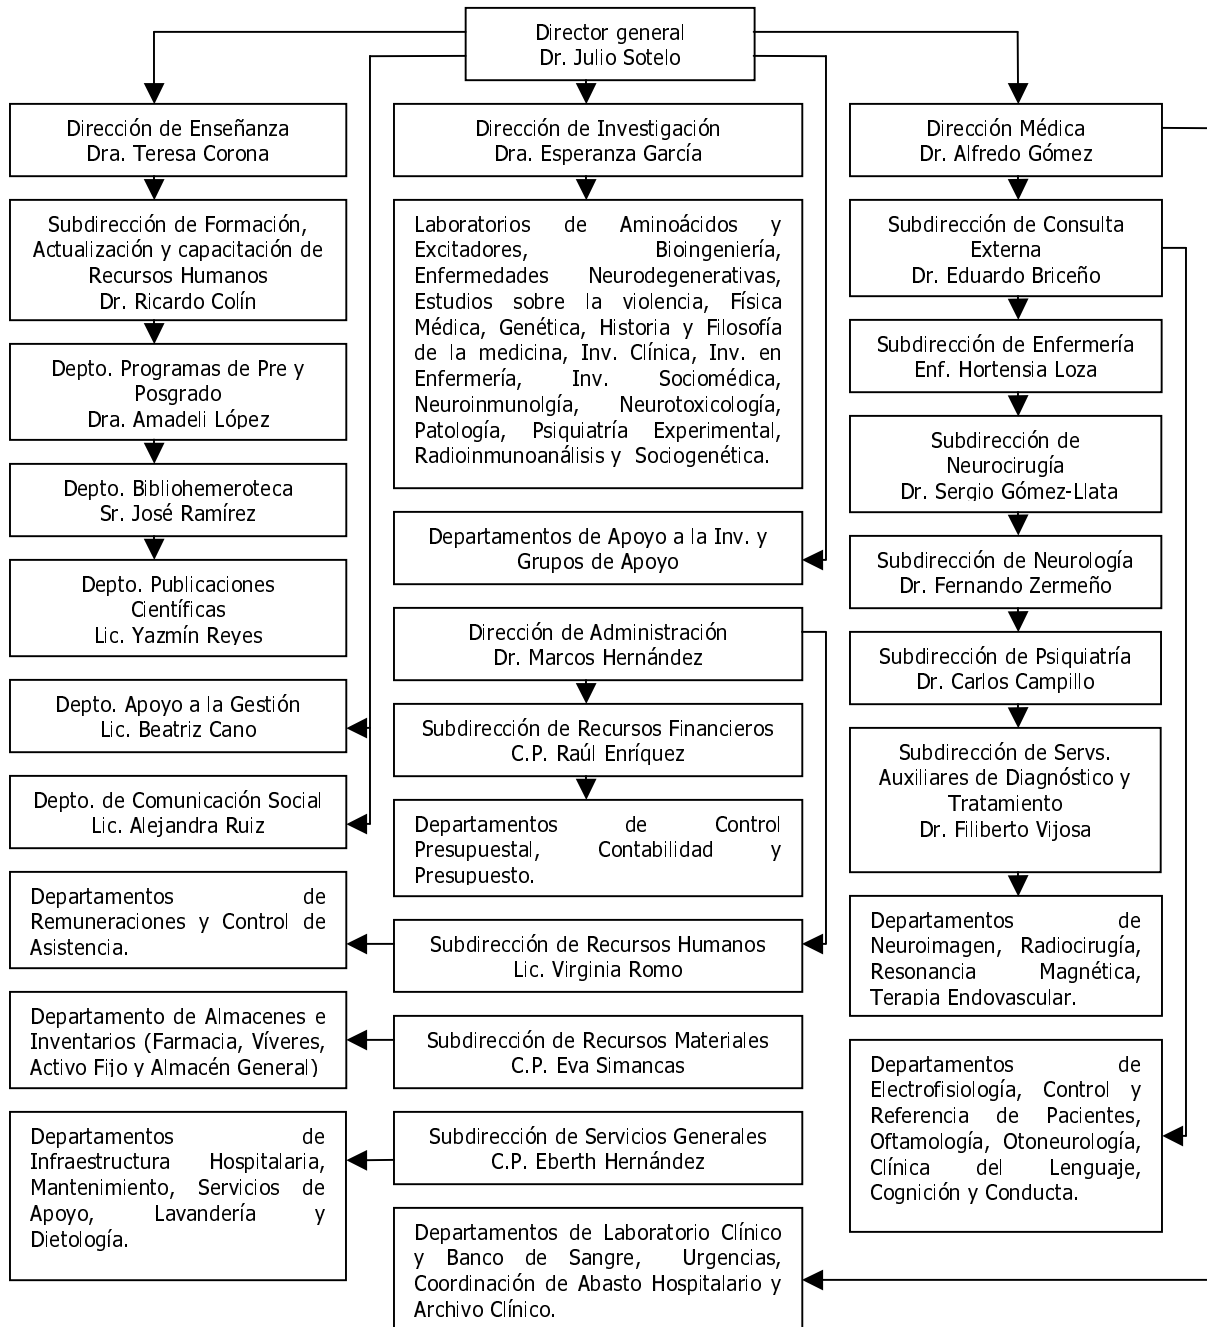 Director general
Dr. Julio Sotelo
Dirección de Enseñanza
Dra. Teresa Corona
Subdirección de Formación,
Actualización y capacitación de
Recursos Humanos
Dr. Ricardo Colín
Depto. Programas de Pre y
Posgrado
Dra. Amadeli López
Depto. Bibliohemeroteca
Sr. José Ramírez
Depto. Publicaciones
Científicas
Lic. Yazmín Reyes
Depto. Apoyo a la Gestión
Lic. Beatriz Cano
Depto. de Comunicación Social
Lic. Alejandra Ruiz
Departamentos de
Remuneraciones y Control de
Asistencia.
Departamento de Almacenes e
Inventarios (Farmacia, Víveres,
Activo Fijo y Almacén General)
Departamentos de
Infraestructura Hospitalaria,
Mantenimiento, Servicios de
Apoyo, Lavandería y
Dietología.
Dirección de Investigación
Dra. Esperanza García
Laboratorios de Aminoácidos y
Excitadores, Bioingeniería,
Enfermedades Neurodegenerativas,
Estudios sobre la violencia, Física
Médica, Genética, Historia y Filosofía
de la medicina, Inv. Clínica, Inv. en
Enfermería, Inv. Sociomédica,
Neuroinmunolgía, Neurotoxicología,
Patología, Psiquiatría Experimental,
Radioinmunoanálisis y Sociogenética.
Departamentos de Apoyo a la Inv. y
Grupos de Apoyo
Dirección de Administración
Dr. Marcos Hernández
Subdirección de Recursos Financieros
C.P. Raúl Enríquez
Departamentos de Control
Presupuestal, Contabilidad y
Presupuesto.
Subdirección de Recursos Humanos
Lic. Virginia Romo
Subdirección de Recursos Materiales
C.P. Eva Simancas
Subdirección de Servicios Generales
C.P. Eberth Hernández
Departamentos de Laboratorio Clínico
y Banco de Sangre, Urgencias,
Coordinación de Abasto Hospitalario y
Archivo Clínico.
Dirección Médica
Dr. Alfredo Gómez
Subdirección de Consulta
Externa
Dr. Eduardo Briceño
Subdirección de Enfermería
Enf. Hortensia Loza
Subdirección de
Neurocirugía
Dr. Sergio Gómez-Llata
Subdirección de Neurología
Dr. Fernando Zermeño
Subdirección de Psiquiatría
Dr. Carlos Campillo
Subdirección de Servs.
Auxiliares de Diagnóstico y
Tratamiento
Dr. Filiberto Vijosa
Departamentos de
Neuroimagen, Radiocirugía,
Resonancia Magnética,
Terapia Endovascular.
Departamentos de
Electrofisiología, Control y
Referencia de Pacientes,
Oftamología, Otoneurología,
Clínica del Lenguaje,
Cognición y Conducta.